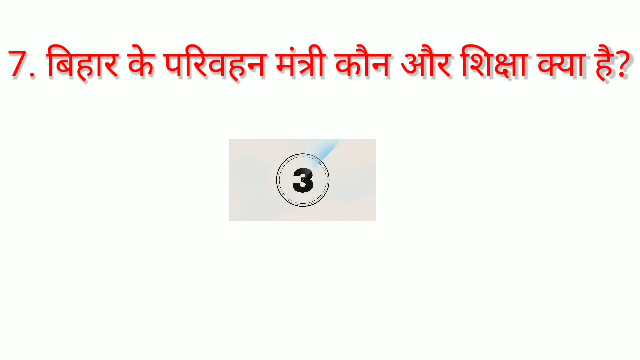 7. बिहार के परिवहन मंत्री कौन और शिक्षा क्या है?
3